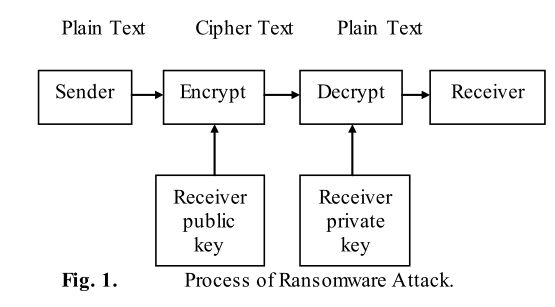 Plain Text Cipher Text Plain Text
Sender Encrypt Decrypt Receiver
Receiver public key
Receiver private key
Fig. 1. Process of Ransomware Attack.